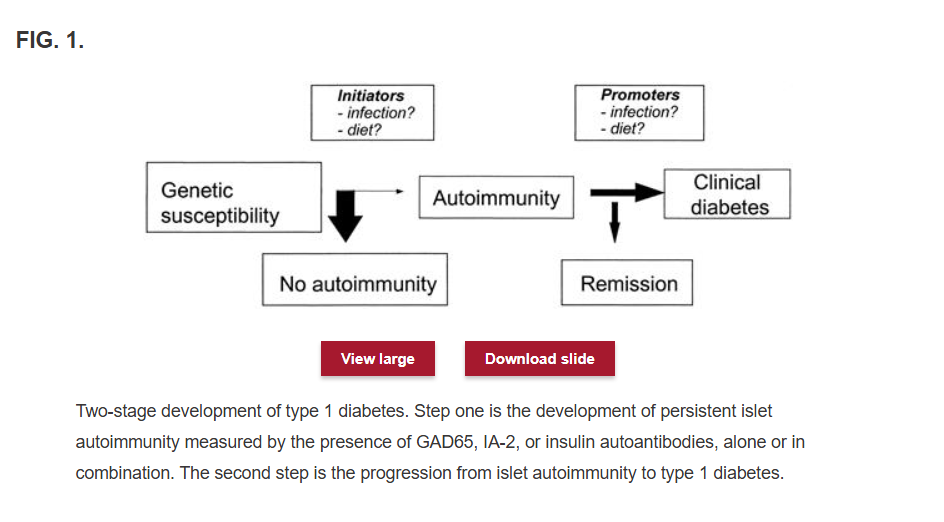 FIG. 1.
Initiators
- infection?
- diet?
Promoters
- infection?
- diet?
Genetic
susceptibility
Autoimmunity
Clinical
diabetes
No autoimmunity
Remission
View large
Download slide
Two-stage development of type 1 diabetes. Step one is the development of persistent islet
autoimmunity measured by the presence of GAD65, IA-2, or insulin autoantibodies, alone or in
combination. The second step is the progression from islet autoimmunity to type 1 diabetes.